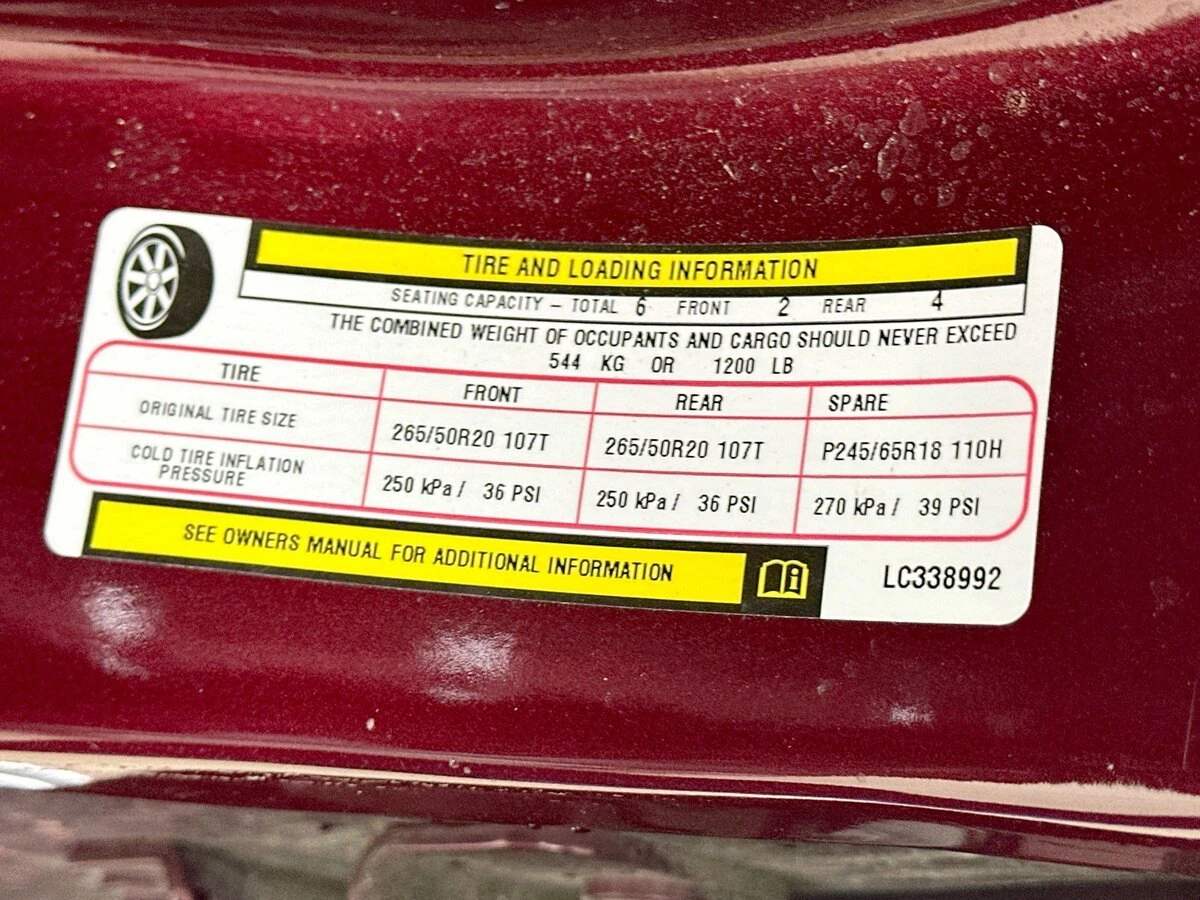 TIRE AND LOADING INFORMATION
SEATING CAPACITY – TOTAL 6 FRONT 2 REAR 4
THE COMBINED WEIGHT OF OCCUPANTS AND CARGO SHOULD NEVER EXCEED
544 KG OR 1200 LB
TIRE FRONT REAR SPARE
ORIGINAL TIRE SIZE 265/50R20 107T 265/50R20 107T P245/65R18 110H
COLD TIRE INFLATION
PRESSURE 250 kPa / 36 PSI 250 kPa / 36 PSI 270 kPa / 39 PSI
SEE OWNERS MANUAL FOR ADDITIONAL INFORMATION
LC338992